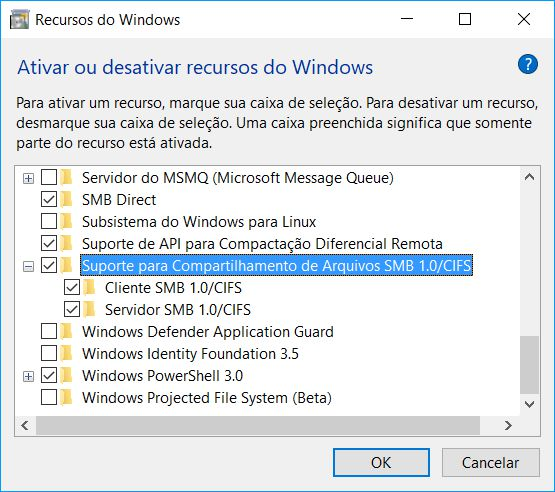 Recursos do Windows
Ativar ou desativar recursos do Windows
?
Para ativar um recurso, marque sua caixa de seleção. Para desativar um recurso,
desmarque sua caixa de seleção. Uma caixa preenchida significa que somente
parte do recurso está ativada.
Servidor do MSMQ (Microsoft Message Queue)
SMB Direct
Subsistema do Windows para Linux
Suporte de API para Compactação Diferencial Remota
Suporte para Compartilhamento de Arquivos SMB 1.0/CIFS
Cliente SMB 1.0/CIFS
Servidor SMB 1.0/CIFS
Windows Defender Application Guard
Windows Identity Foundation 3.5
Windows PowerShell 3.0
Windows Projected File System (Beta)
OK
Cancelar